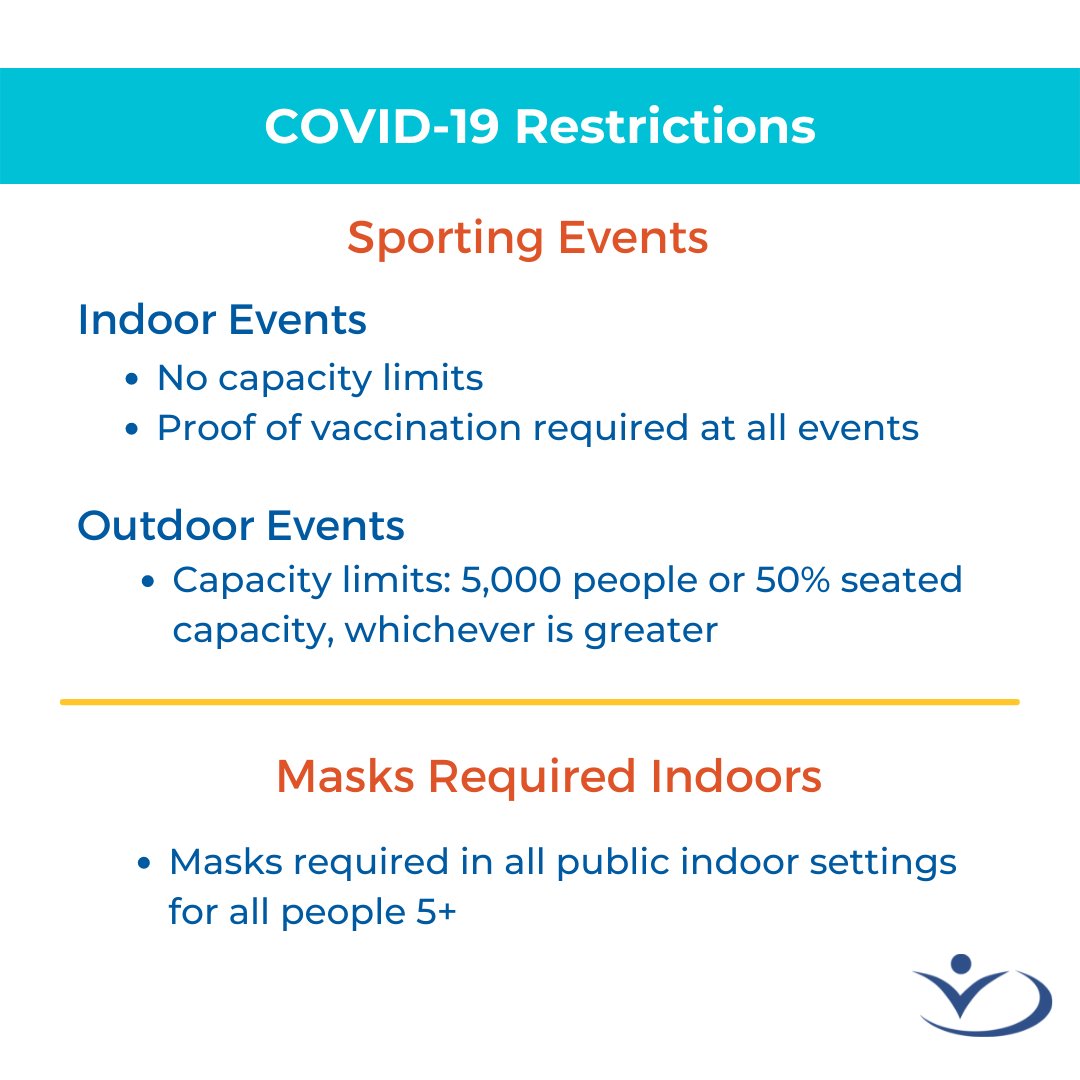 COVID-19 Restrictions
Sporting Events
Indoor Events
• No capacity limits
• Proof of vaccination required at all events
Outdoor Events
• Capacity limits: 5,000 people or 50% seated
capacity, whichever is greater
Masks Required Indoors
• Masks required in all public indoor settings
for all people 5+